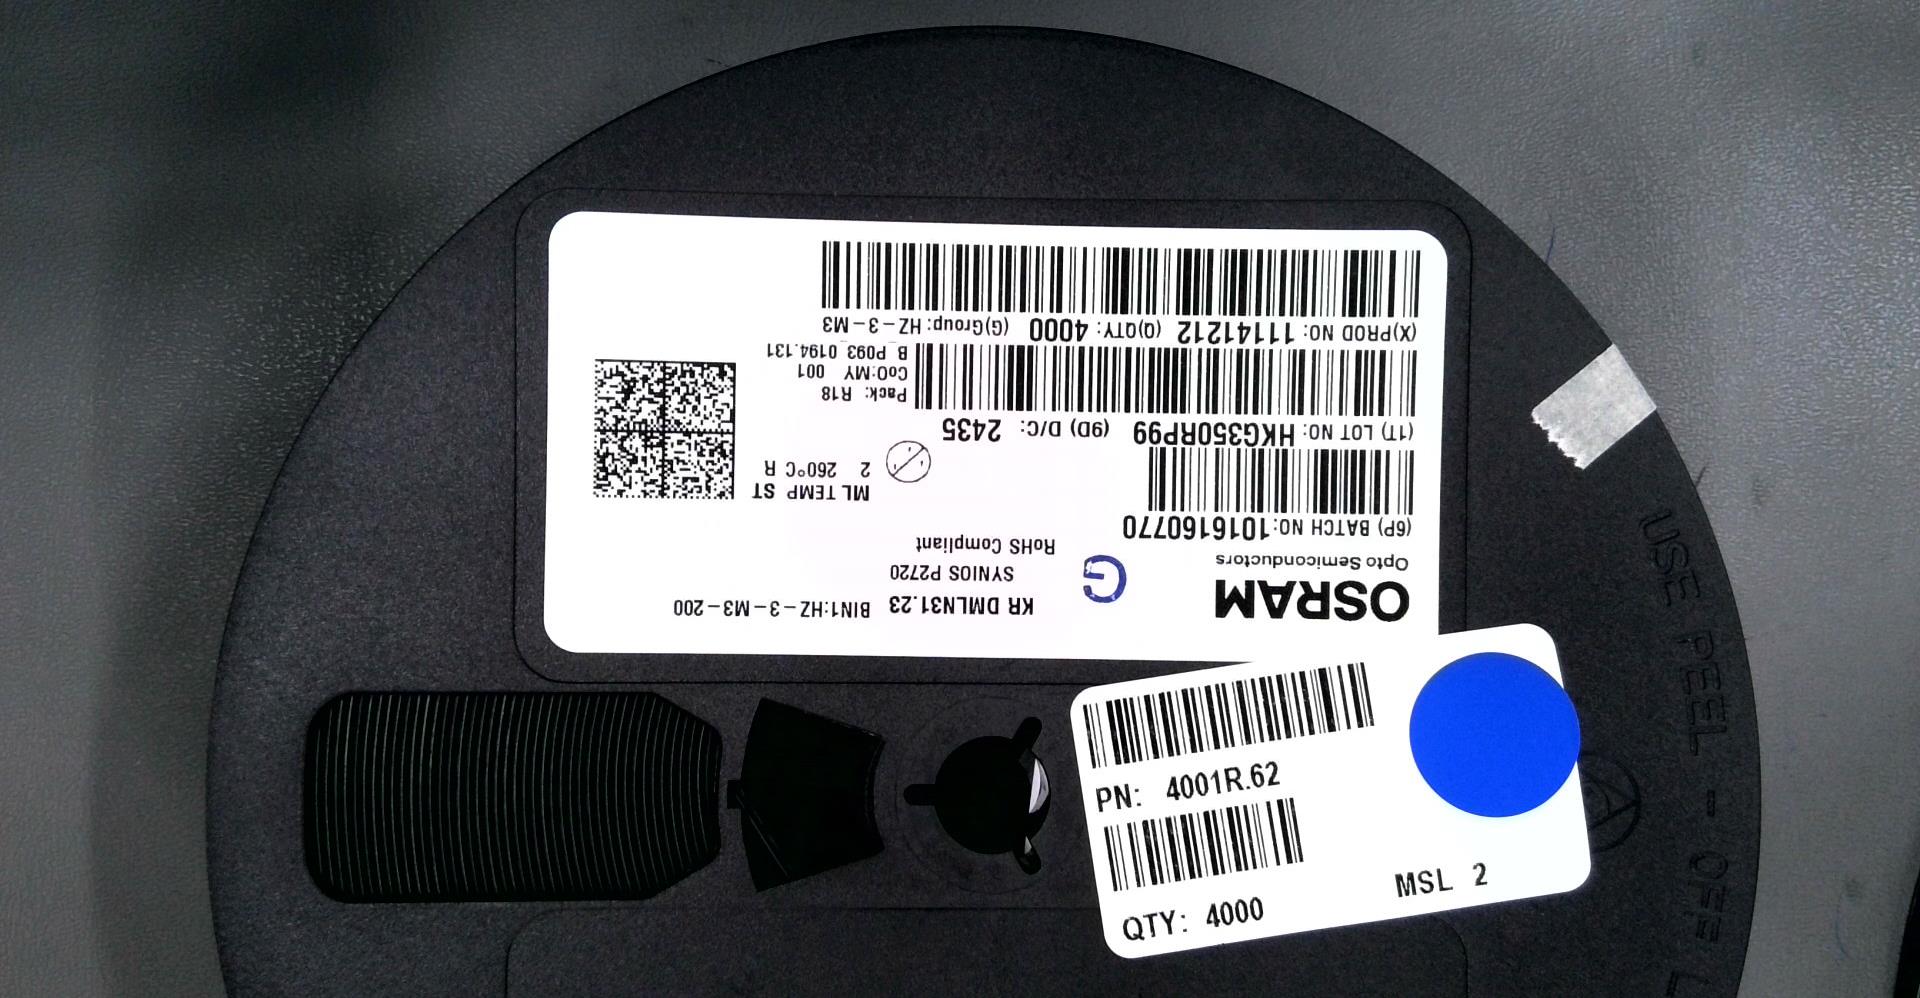 OSRAM
Opto Semiconductors
KR DMLN31.23 BIN1:HZ-3-M3-200
SYNIOS P2720
RoHS Compliant
G
(6P) BATCH NO:1016160770
ML TEMP ST
2 260°C R
(1T) LOT NO: HKG350RP99 (9D) D/C: 2435
Pack: R18
CoO:MY 001
B_P093_0194.131
(X)PROD NO: 11141212 (Q)QTY: 4000 (G)Group: HZ-3-M3
PN: 4001R.62
QTY: 4000
MSL 2
USE PEEL - OFF L